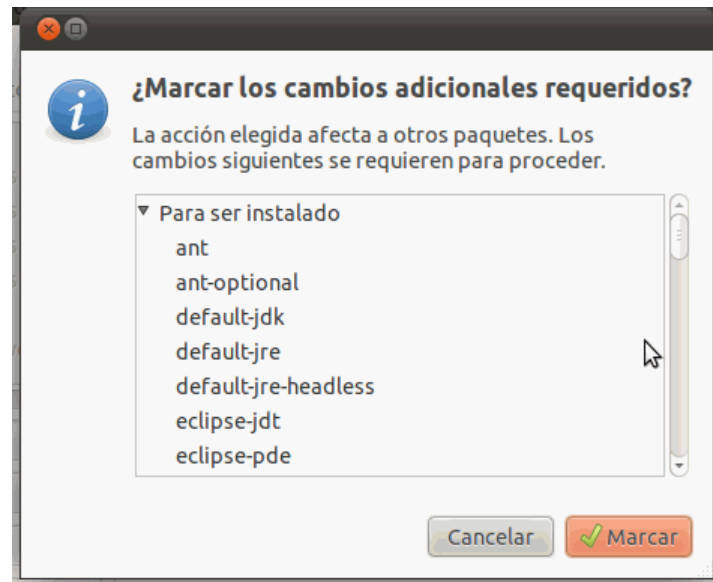 ¿Marcar los cambios adicionales requeridos?
La acción elegida afecta a otros paquetes. Los
cambios siguientes se requieren para proceder.
Para ser instalado
ant
ant-optional
default-jdk
default-jre
default-jre-headless
eclipse-jdt
eclipse-pde
Cancelar
Marcar